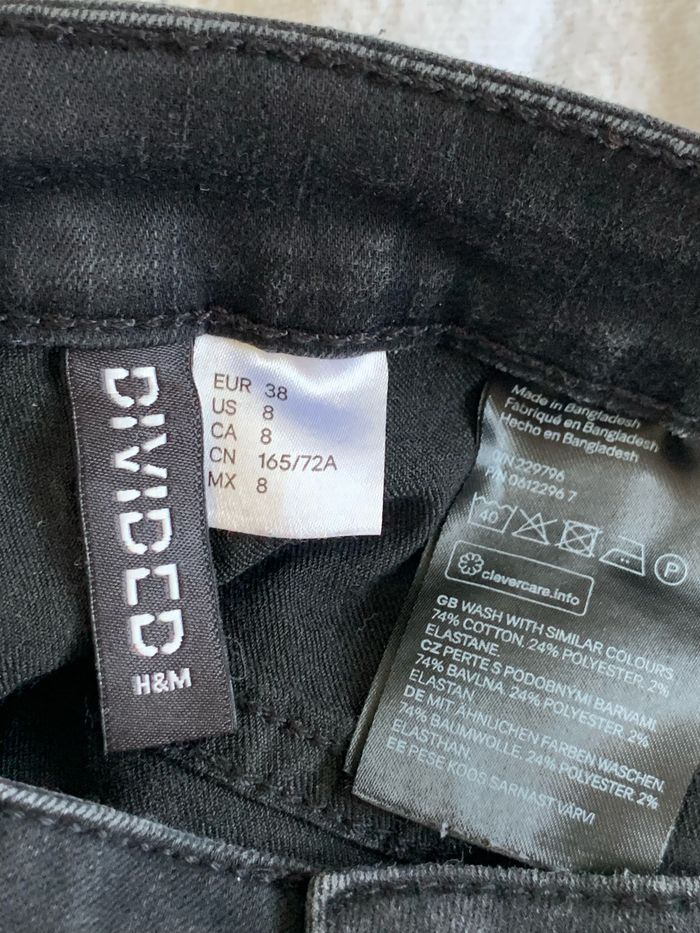 DIVIDED
H&M
EUR 38
US 8
CA 8
CN 165/72A
MX 8
Made in Bangladesh
Fabriqué en Bangladesh
Hecho en Bangladesh
O/N 229796
P/N 0612296 7
40
P
clevercare.info
GB WASH WITH SIMILAR COLOURS
74% COTTON. 24% POLYESTER. 2%
ELASTANE
CZ PERTE S PODOBNÝMI BARVAMI
74% BAVLNA. 24% POLYESTER. 2%
ELASTAN.
DE MIT ÄHNLICHEN FARBEN WASCHEN.
74% BAUMWOLLE. 24% POLYESTER. 2%
ELASTHAN.
EE PESE KOOS SARNAST VÄRVI